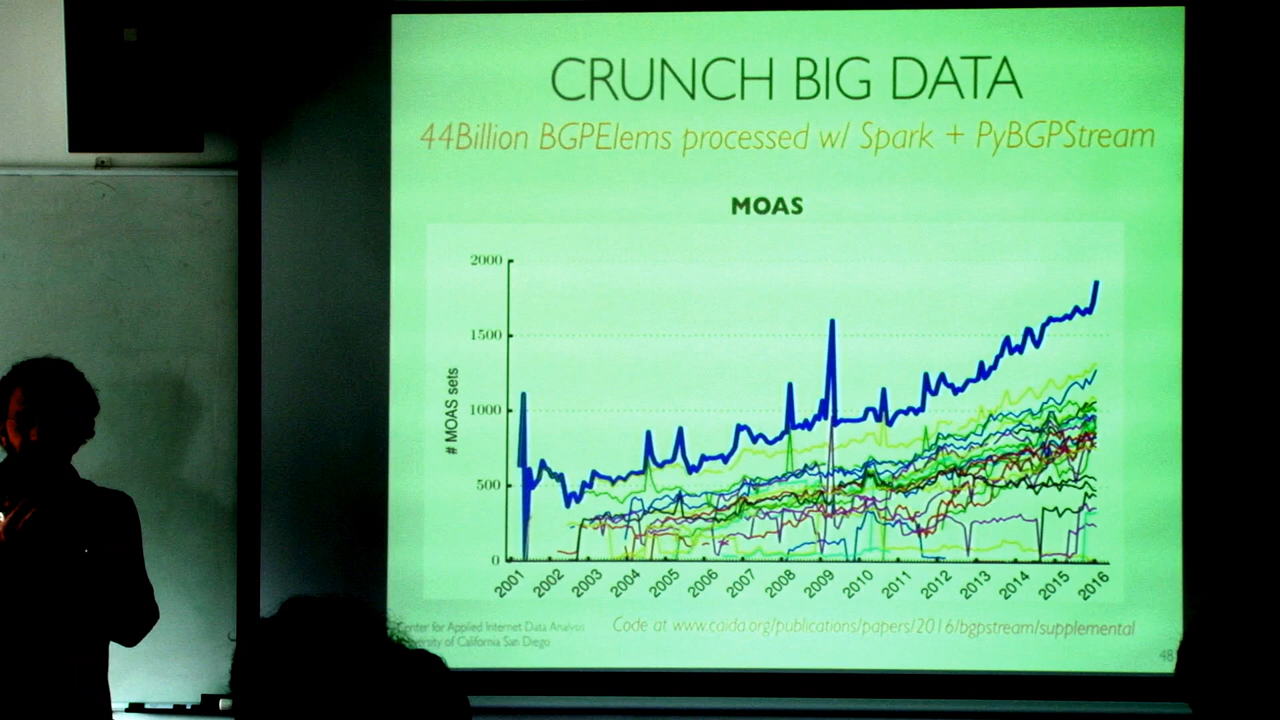 CRUNCH BIG DATA
44Billion BGPElems processed w/ Spark + PyBGPStream
MOAS
2000
1500
1000
500
0
# MOAS sets
2001 2002 2003 2004 2005 2006 2007 2008 2009 2010 2011 2012 2013 2014 2015 2016
Center for Applied Internet Data Analysis
University of California San Diego
Code at www.caida.org/publications/papers/2016/bgpstream/supplemental
48